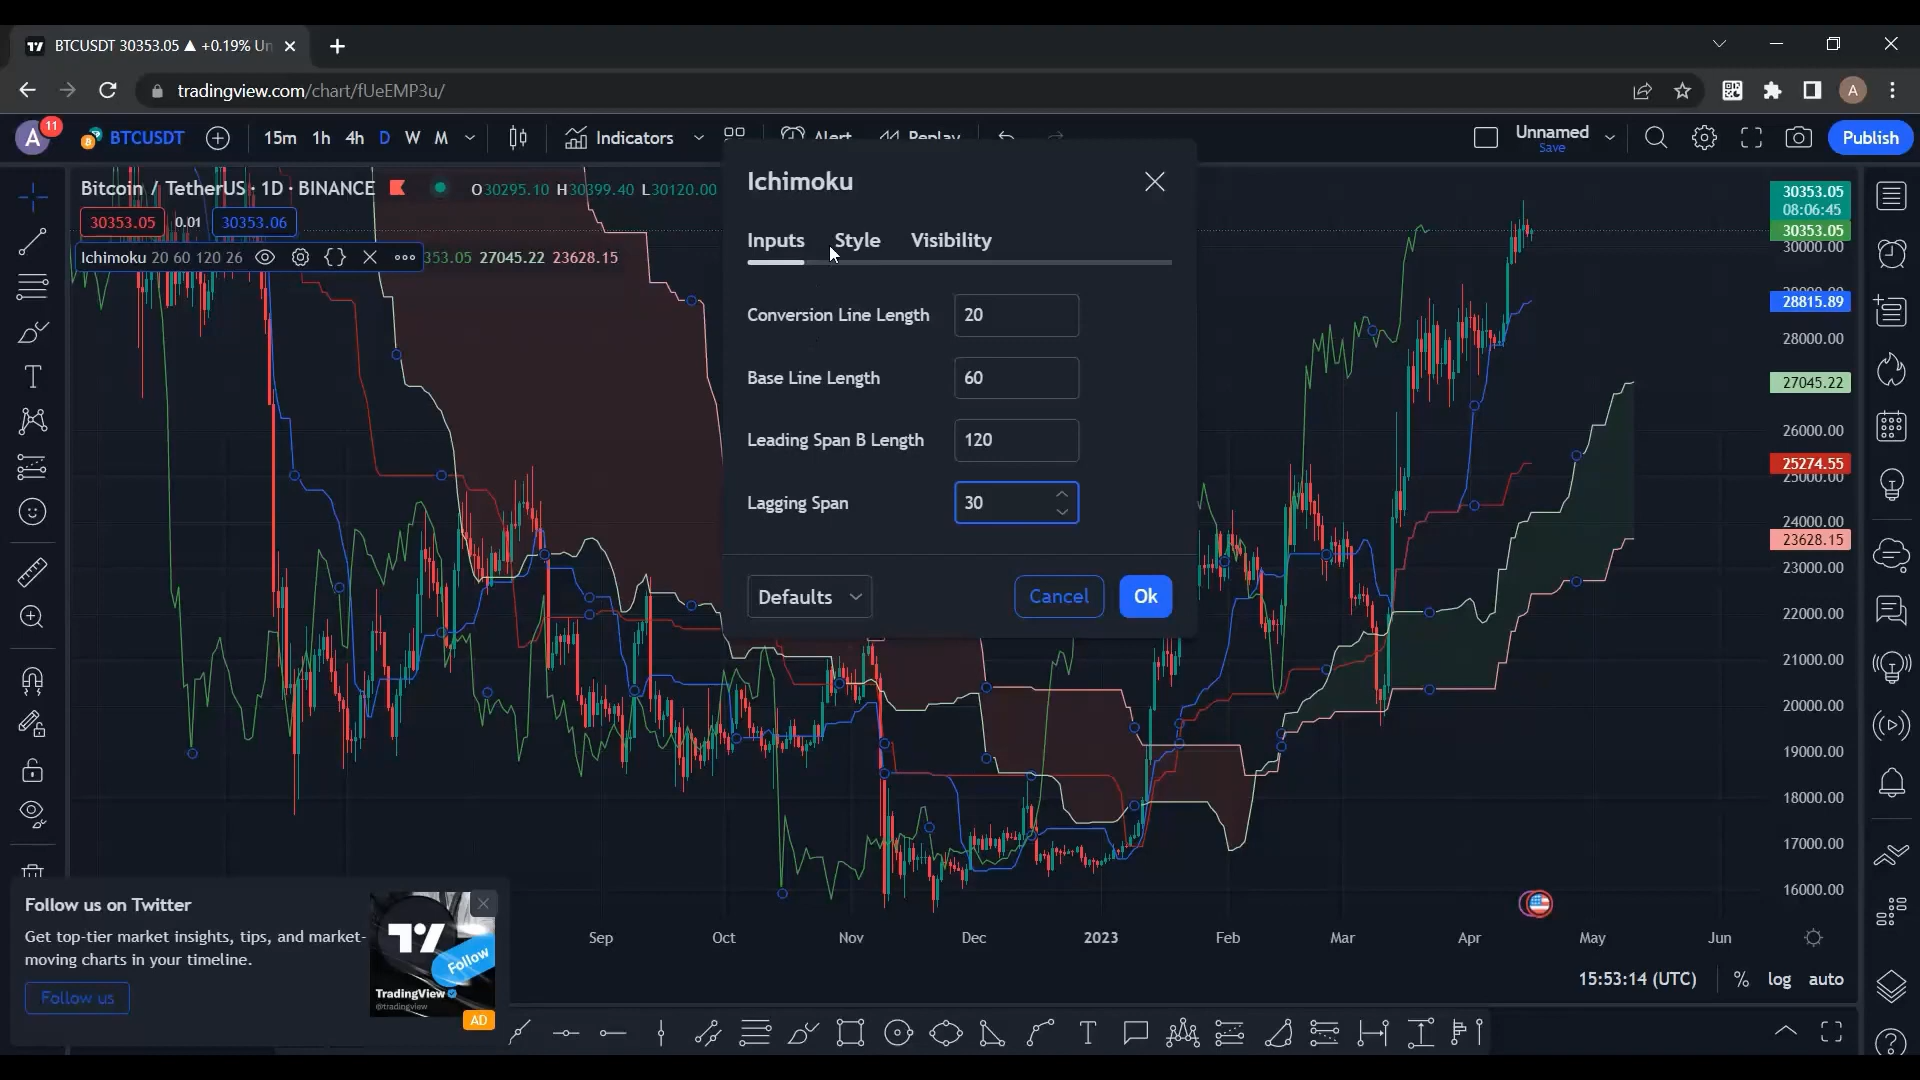 BTCUSDT 30353.05 ▲ +0.19% Un
tradingview.com/chart/fUeEMP3u/
A
A 11 BTCUSDT 15m 1h 4h D W M Indicators Alert Replay Unnamed Save Publish
Bitcoin / TetherUS · 1D · BINANCE O30295.10 H30399.40 L30120.00
30353.05 0.01 30353.06
Ichimoku 20 60 120 26 353.05 27045.22 23628.15
Ichimoku
Inputs Style Visibility
Conversion Line Length 20
Base Line Length 60
Leading Span B Length 120
Lagging Span 30
Defaults Cancel Ok
30353.05
08:06:45
30353.05
30000.00
28815.89
28000.00
27045.22
26000.00
25274.55
25000.00
24000.00
23628.15
23000.00
22000.00
21000.00
20000.00
19000.00
18000.00
17000.00
16000.00
Sep Oct Nov Dec 2023 Feb Mar Apr May Jun
15:53:14 (UTC) % log auto
Follow us on Twitter
Get top-tier market insights, tips, and market-
moving charts in your timeline.
Follow us
Follow
TradingView
@tradingview
AD